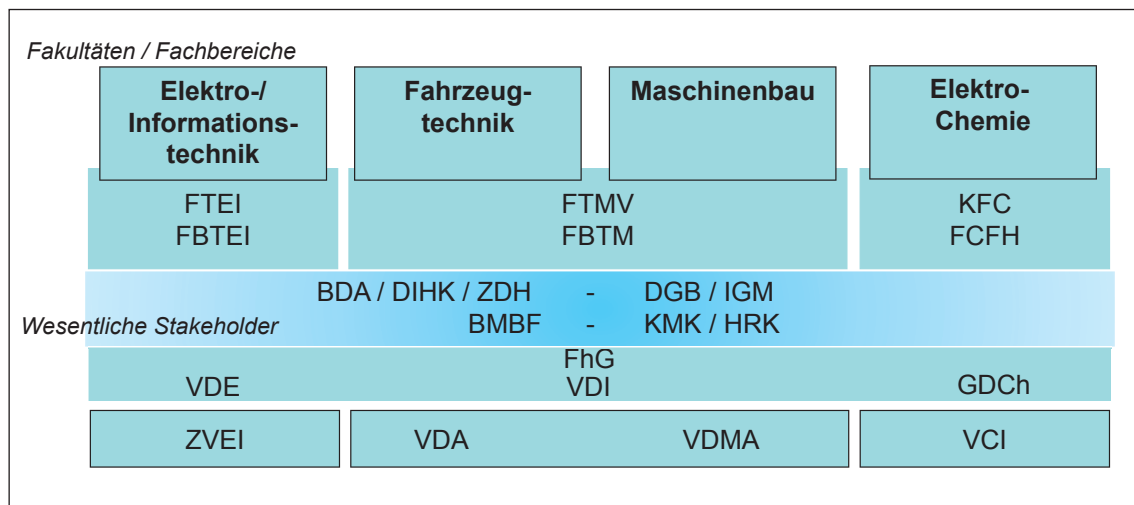 Fakultäten / Fachbereiche
Elektro-/
Informations-
technik
Fahrzeug-
technik
Maschinenbau
Elektro-
Chemie
FTEI
FBTEI
FTMV
FBTM
KFC
FCFH
BDA / DIHK / ZDH - DGB / IGM
BMBF - KMK / HRK
Wesentliche Stakeholder
FhG
VDE VDI GDCh
ZVEI VDA VDMA VCI